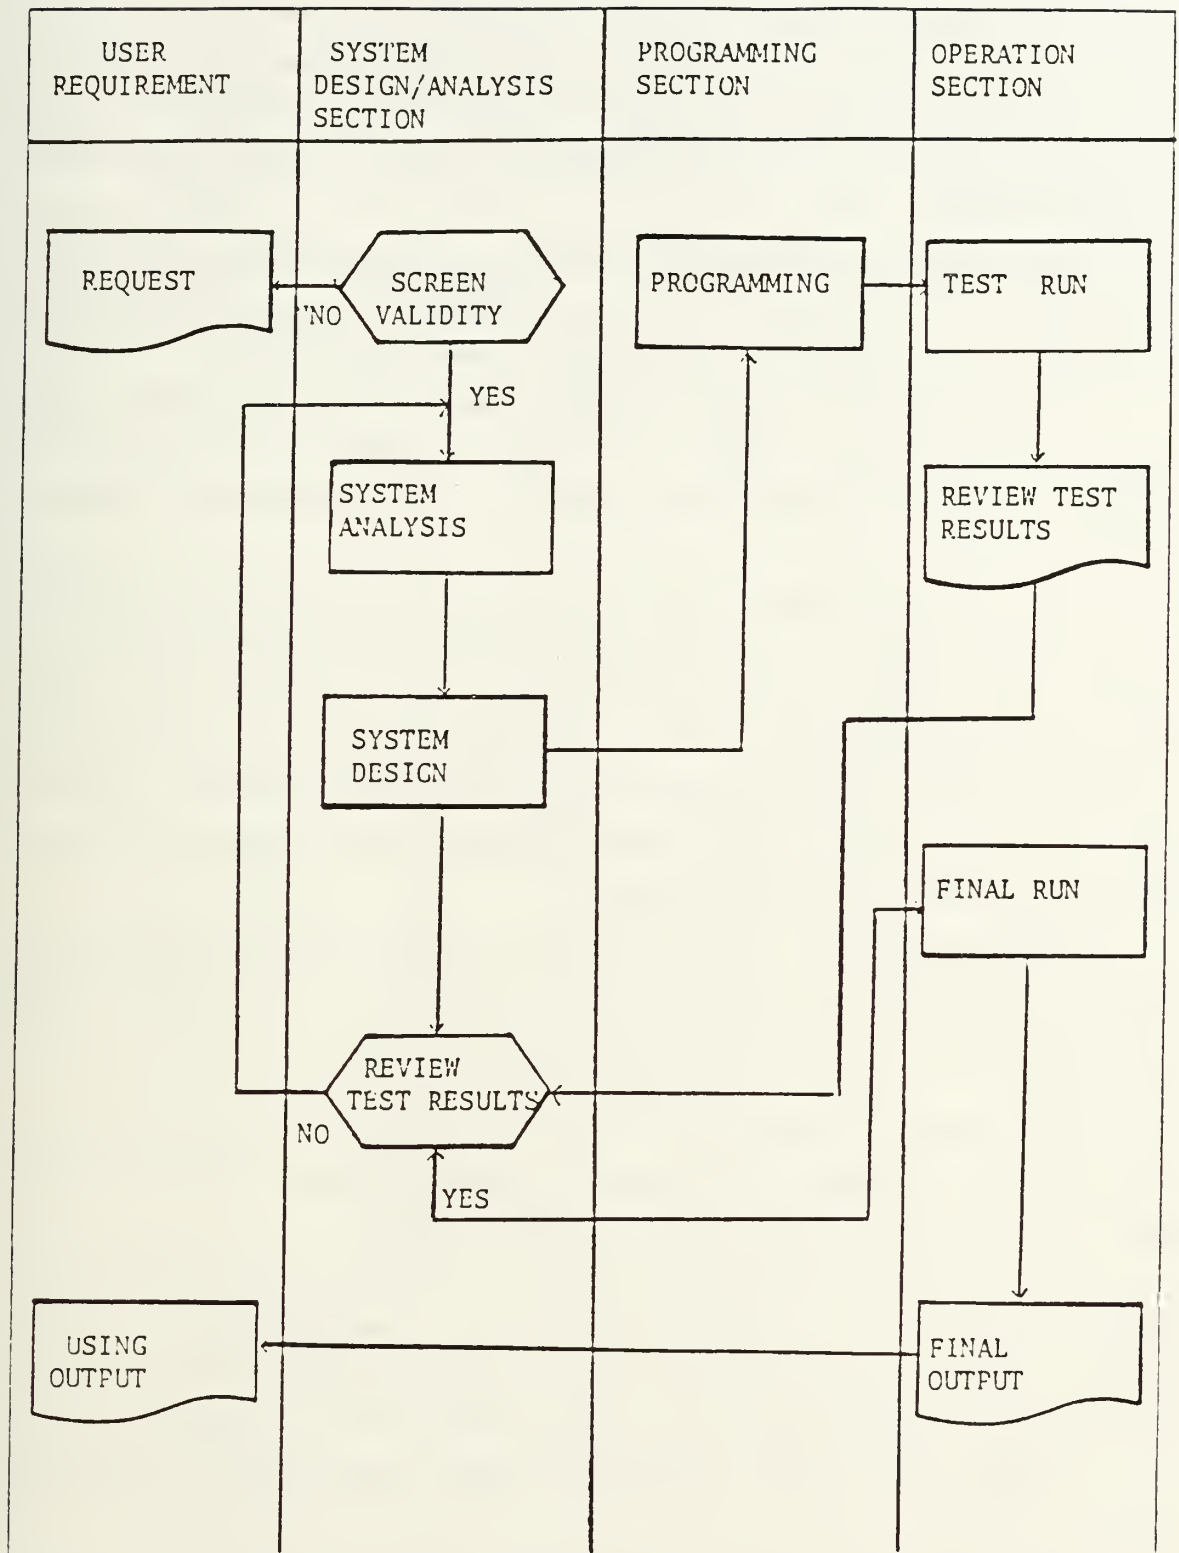 USER
REQUIREMENT
SYSTEM
DESIGN/ANALYSIS
SECTION
PROGRAMMING
SECTION
OPERATION
SECTION
REQUEST
NO
SCREEN
VALIDITY
YES
PROGRAMMING
TEST RUN
SYSTEM
ANALYSIS
REVIEW TEST
RESULTS
SYSTEM
DESIGN
FINAL RUN
REVIEW
TEST RESULTS
NO
YES
USING
OUTPUT
FINAL
OUTPUT